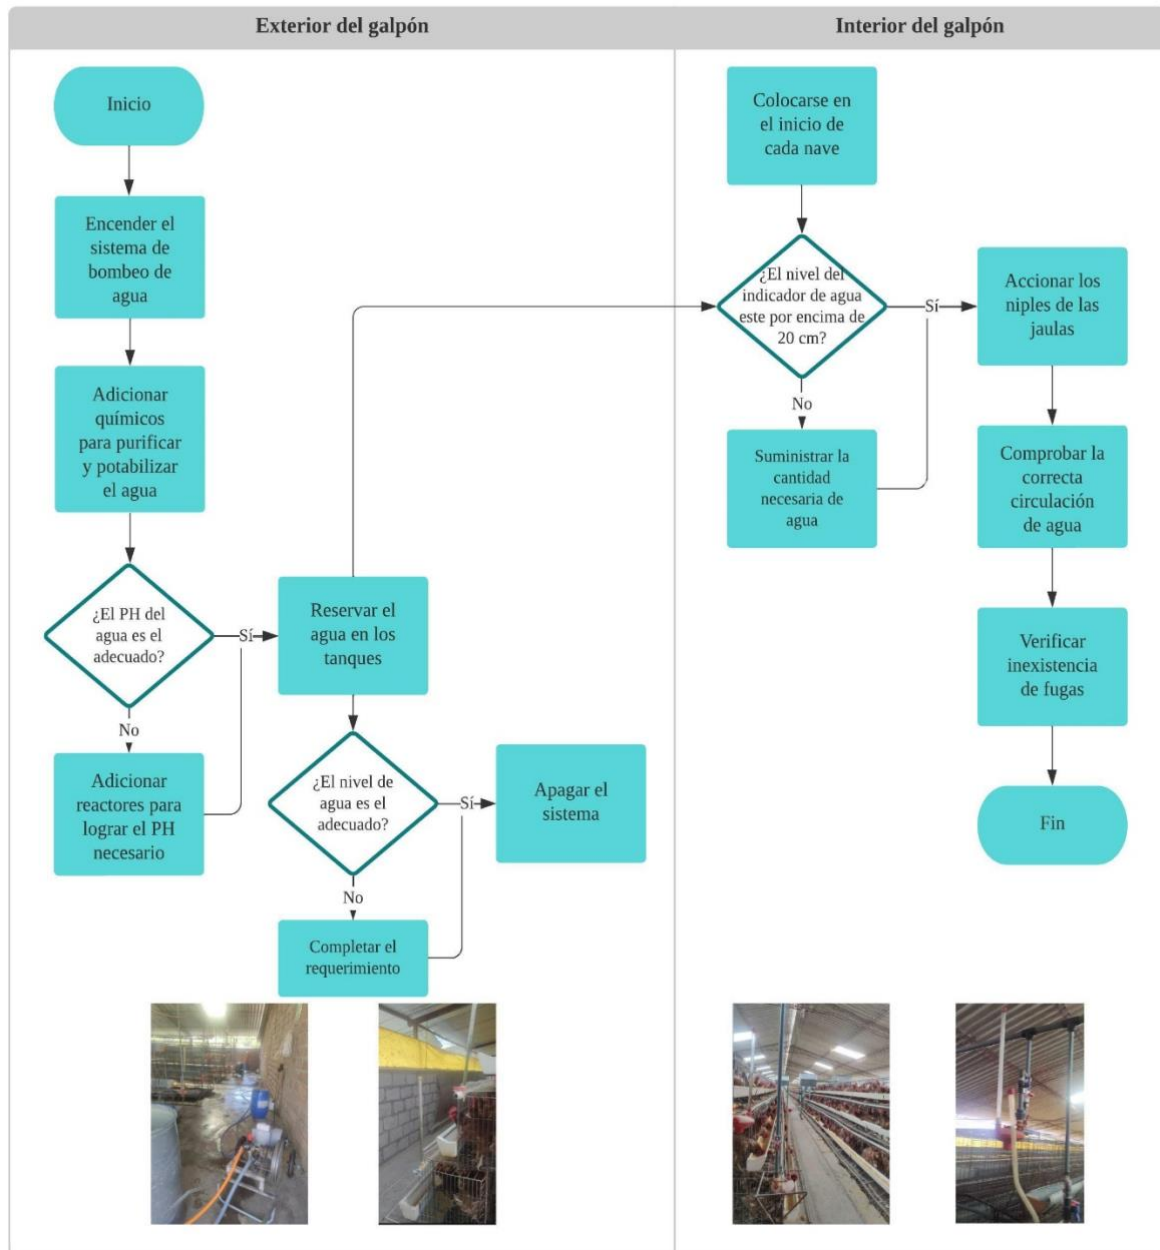 Exterior del galpón
Interior del galpón
Inicio
Encender el
sistema de
bombeo de
agua
Adicionar
químicos
para purificar
y potabilizar
el agua
¿El PH del
agua es el
adecuado?
Sí
No
Adicionar
reactores para
lograr el PH
necesario
Reservar el
agua en los
tanques
¿El nivel de
agua es el
adecuado?
Sí
No
Completar el
requerimiento
Apagar el
sistema
Colocarse en
el inicio de
cada nave
¿El nivel del
indicador de agua
este por encima de
20 cm?
Sí
No
Suministrar la
cantidad
necesaria de
agua
Accionar los
niples de las
jaulas
Comprobar la
correcta
circulación
de agua
Verificar
inexistencia
de fugas
Fin